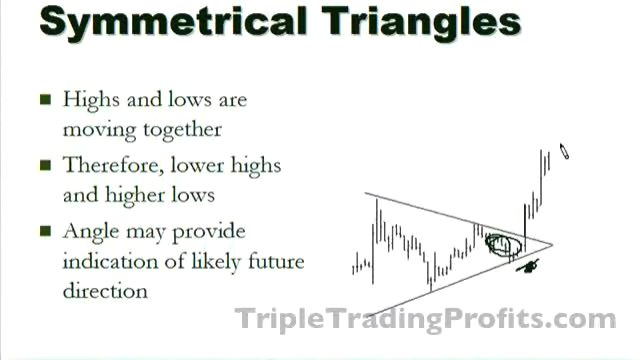 Symmetrical Triangles
Highs and lows are
moving together
Therefore, lower highs
and higher lows
Angle may provide
indication of likely future
direction
TripleTradingProfits.com